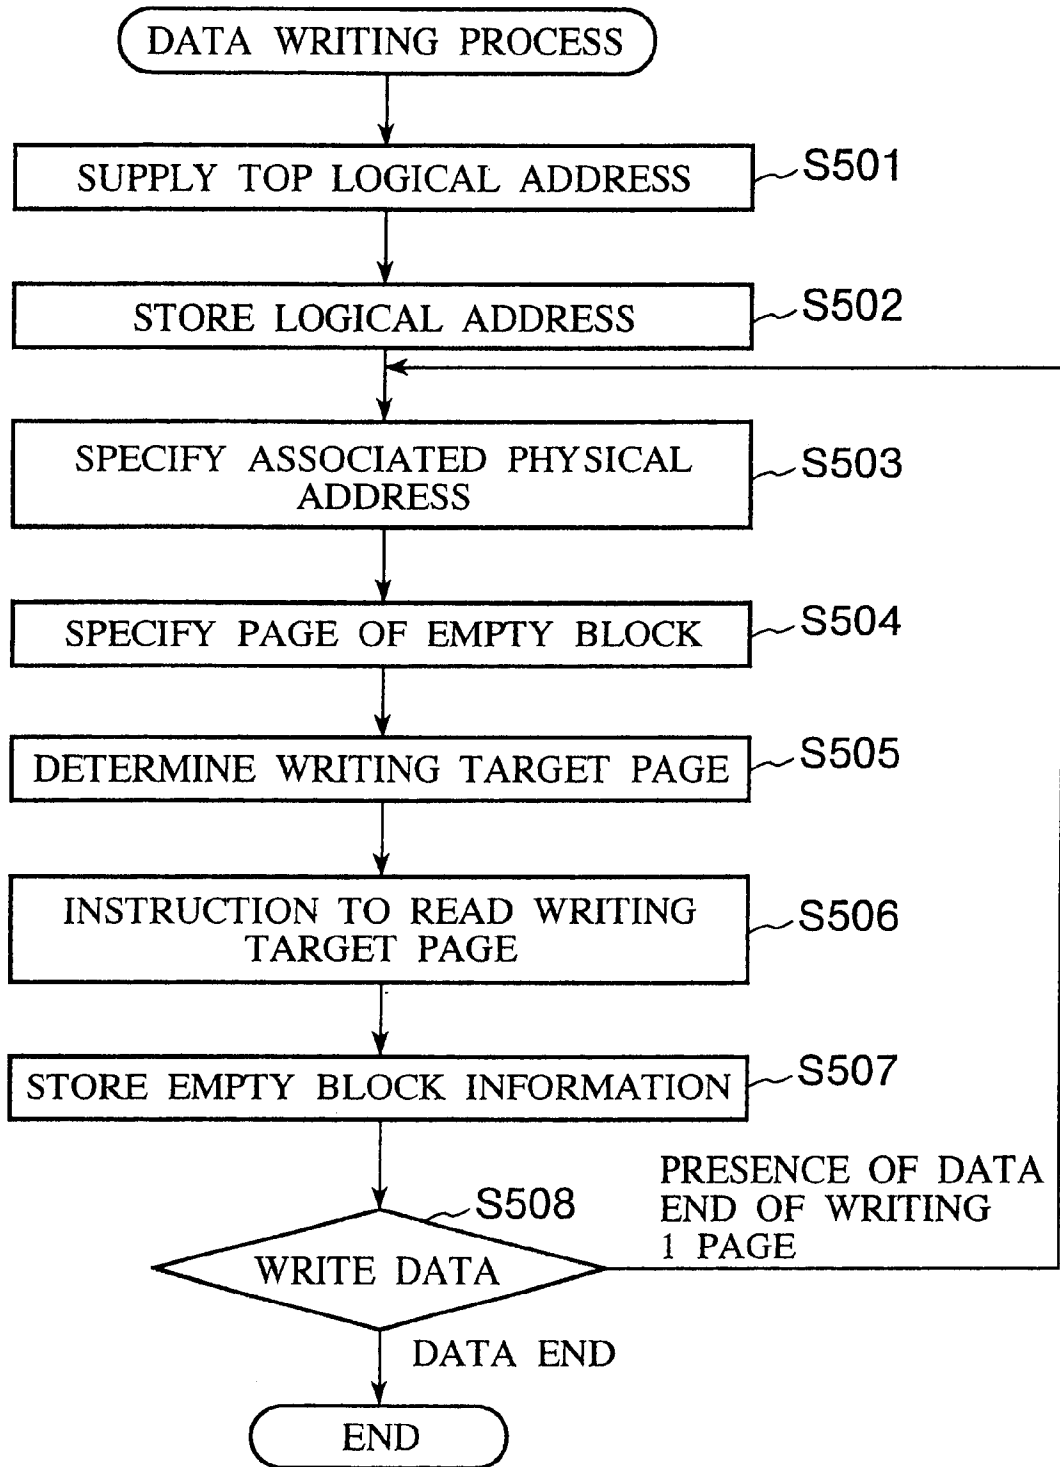 DATA WRITING PROCESS
SUPPLY TOP LOGICAL ADDRESS
S501
STORE LOGICAL ADDRESS
S502
SPECIFY ASSOCIATED PHYSICAL
ADDRESS
S503
SPECIFY PAGE OF EMPTY BLOCK
S504
DETERMINE WRITING TARGET PAGE
S505
INSTRUCTION TO READ WRITING
TARGET PAGE
S506
STORE EMPTY BLOCK INFORMATION
S507
S508
WRITE DATA
PRESENCE OF DATA
END OF WRITING
1 PAGE
DATA END
END